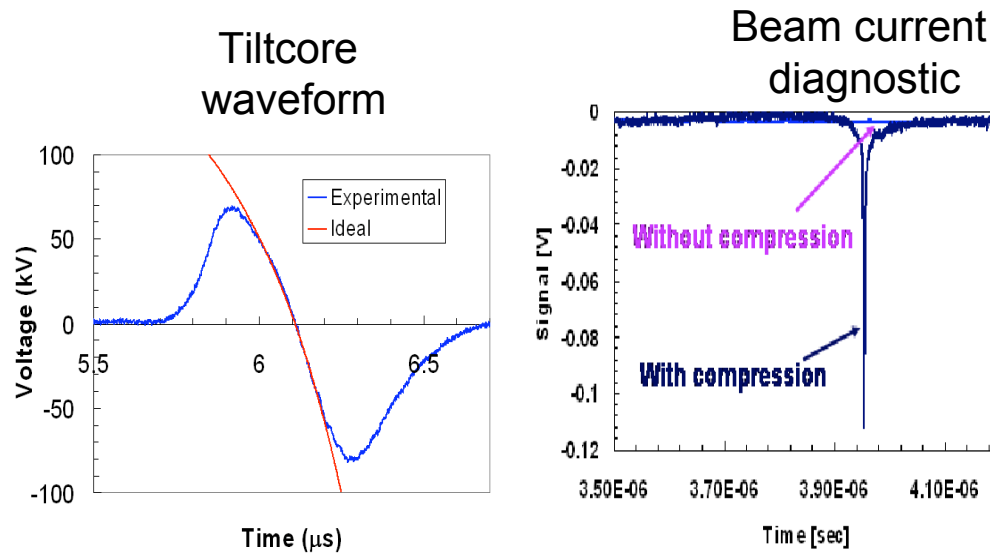 Tiltcore
waveform
100
50
0
-50
-100
Voltage (kV)
5.5
6
6.5
Time (µs)
Experimental
Ideal
Beam current
diagnostic
0
-0.02
-0.04
-0.06
-0.08
-0.1
-0.12
Signal [V]
Without compression
With compression
3.50E-06
3.70E-06
3.90E-06
4.10E-06
Time [sec]